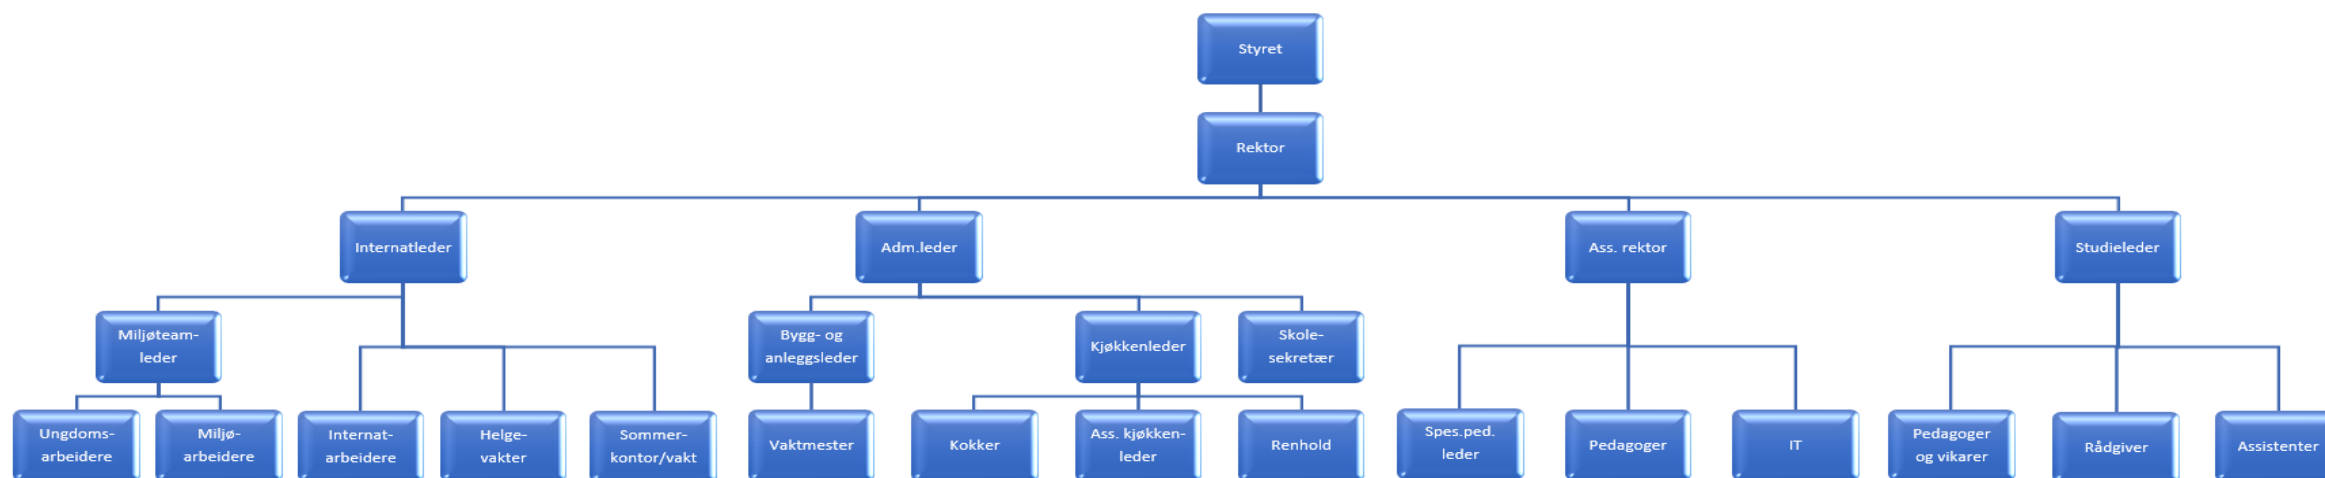 Styret
Rektor
Internatleder
Adm.leder
Ass. rektor
Studieleder
Miljøteam-
leder
Bygg- og
anleggsleder
Kjøkkenleder
Skole-
sekretær
Ungdoms-
arbeidere
Miljø-
arbeidere
Internat-
arbeidere
Helge-
vakter
Sommer-
kontor/vakt
Vaktmester
Kokker
Ass. kjøkken-
leder
Renhold
Spes.ped.
leder
Pedagoger
IT
Pedagoger
og vikarer
Rådgiver
Assistenter